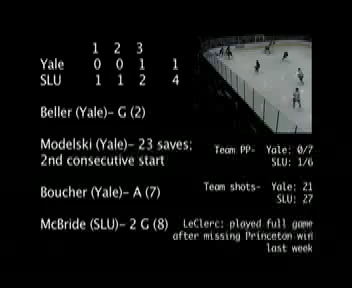 1 2 3
Yale 0 0 1 1
SLU 1 1 2 4
Beller (Yale)- G (2)
Modelski (Yale)- 23 saves;
2nd consecutive start
Boucher (Yale)- A (7)
McBride (SLU)- 2 G (8)
Team PP- Yale: 0/7
SLU: 1/6
Team shots- Yale: 21
SLU: 27
LeClerc: played full game
after missing Princeton win
last week